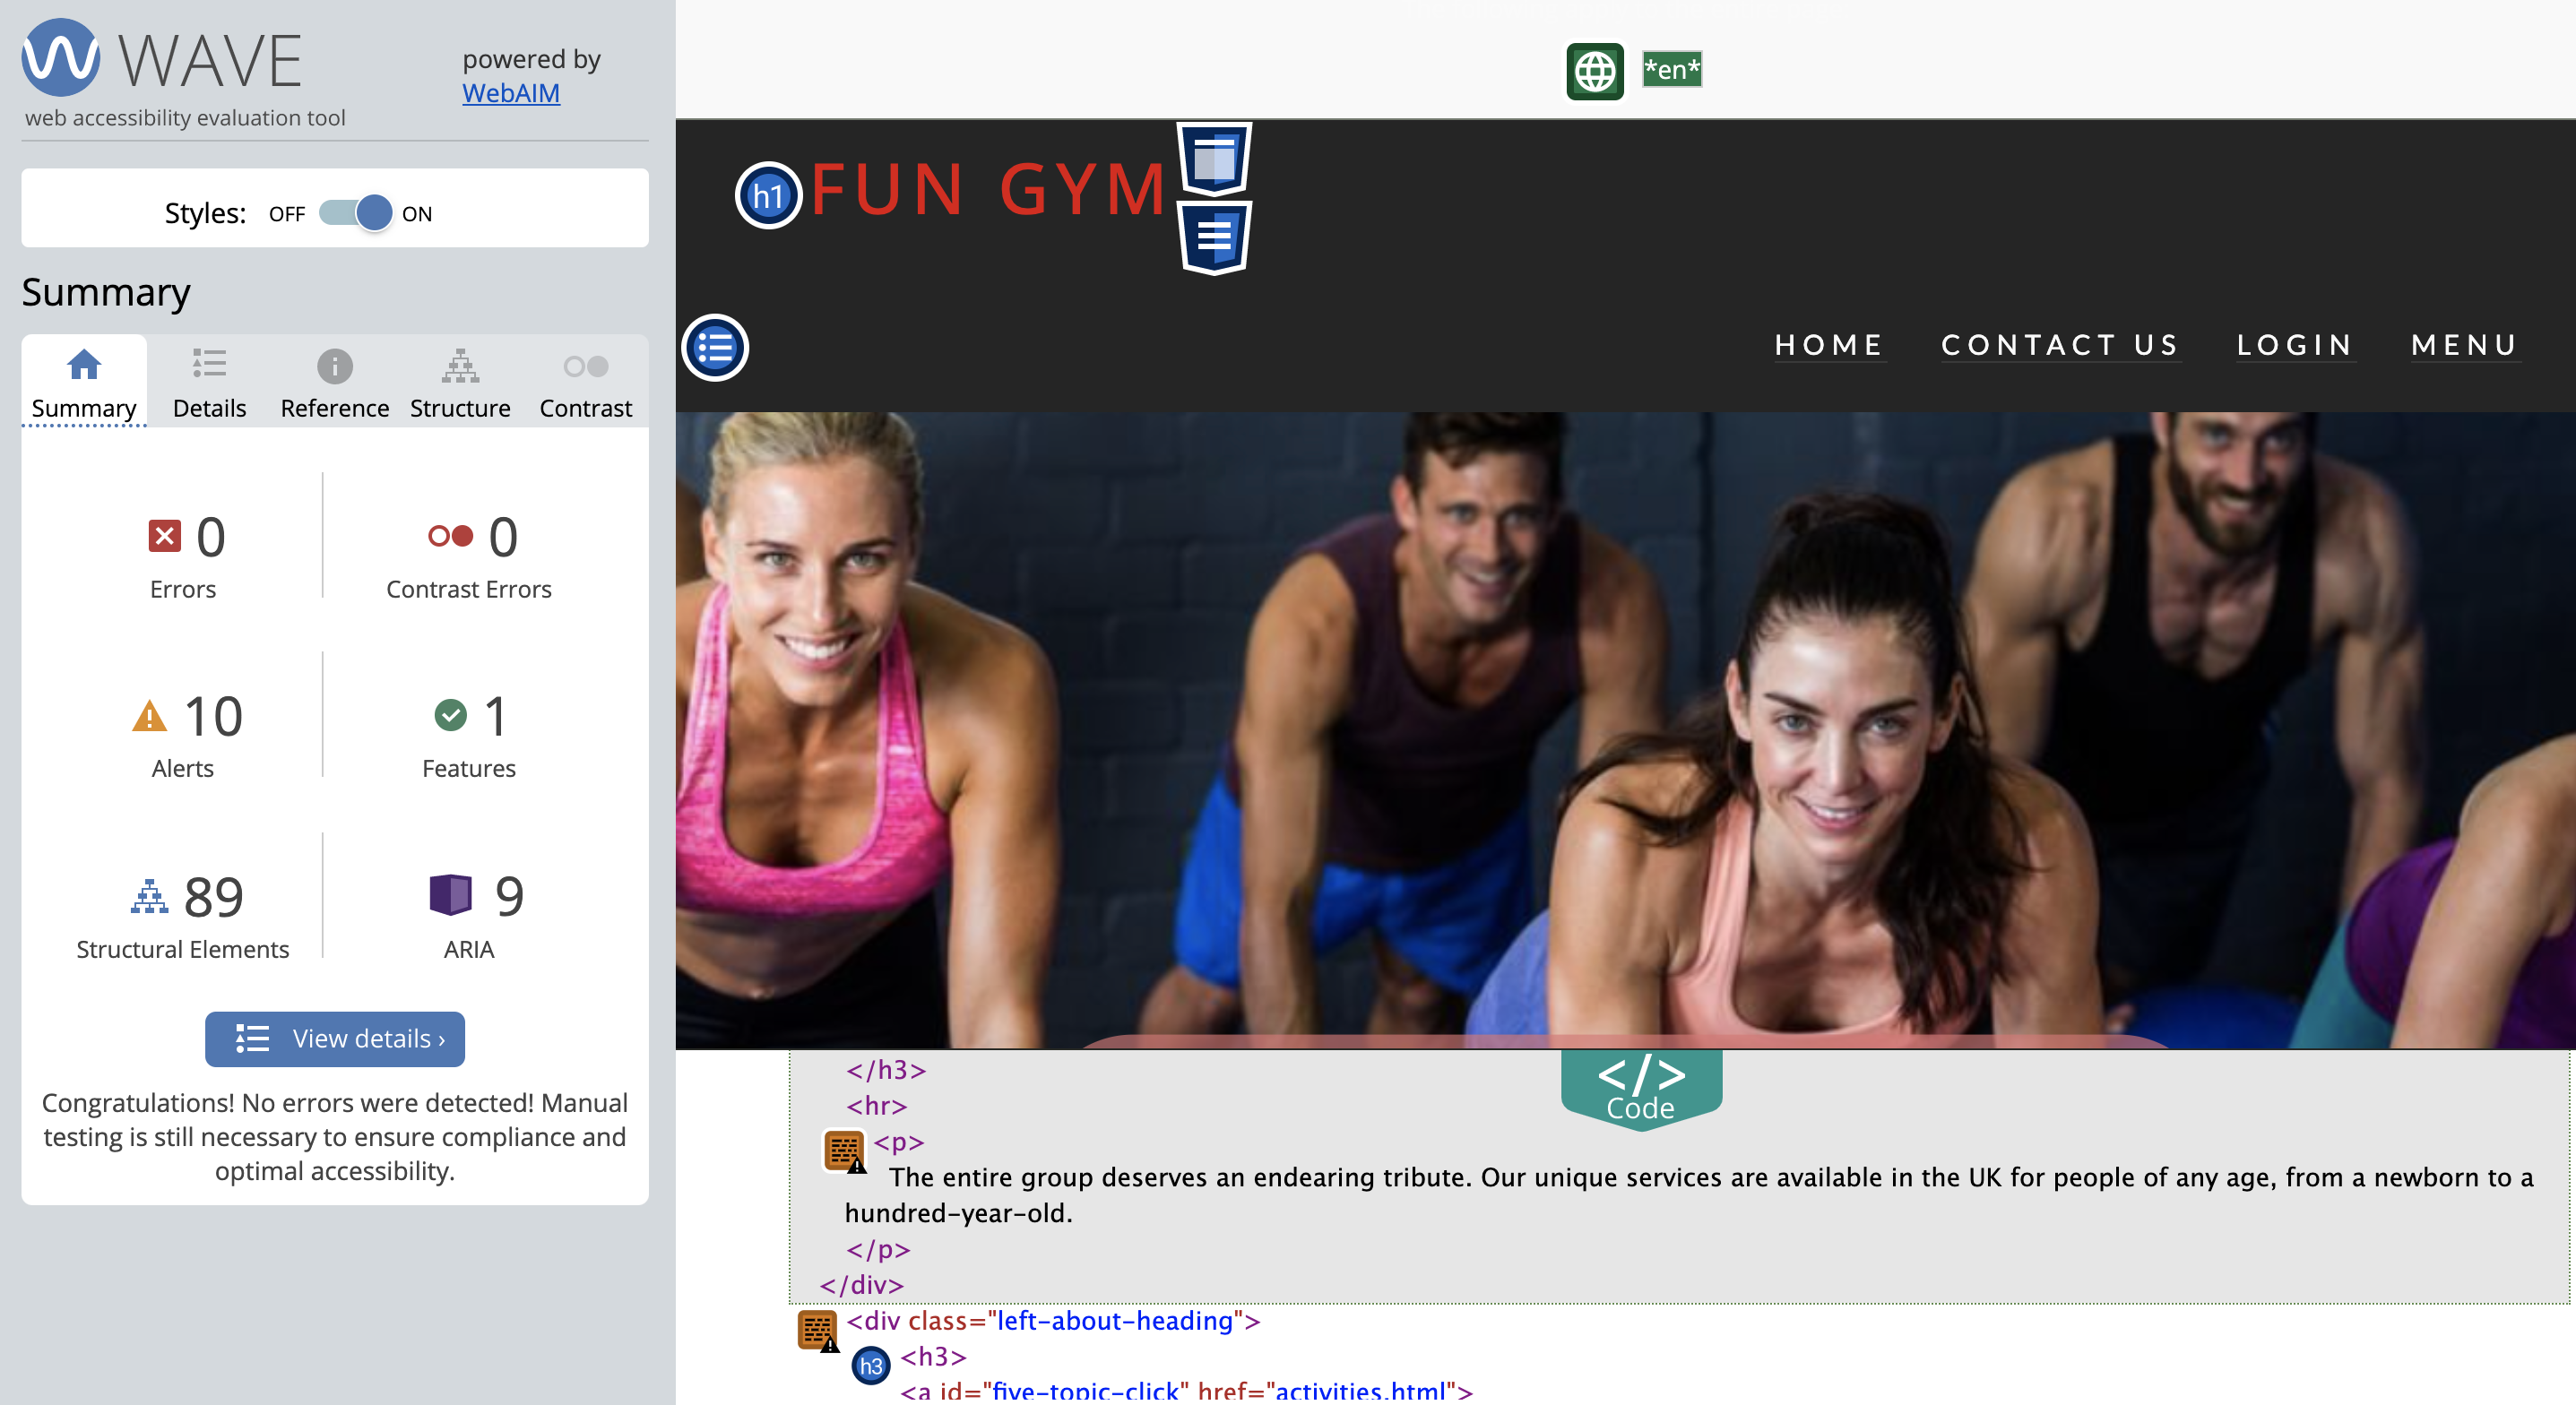 WAVE
powered by
WebAIM
web accessibility evaluation tool
Styles: OFF ON
Summary
Summary Details Reference Structure Contrast
0
Errors
0
Contrast Errors
10
Alerts
1
Features
89
Structural Elements
9
ARIA
View details ›
Congratulations! No errors were detected! Manual
testing is still necessary to ensure compliance and
optimal accessibility.
*en*
h1 FUN GYM
HOME CONTACT US LOGIN MENU
</h3>
</>
Code
<hr>
<p>
The entire group deserves an endearing tribute. Our unique services are available in the UK for people of any age, from a newborn to a
hundred-year-old.
</p>
</div>
<div class="left-about-heading">
h3 <h3>
<a id="five-topic-click" href="activities.html">